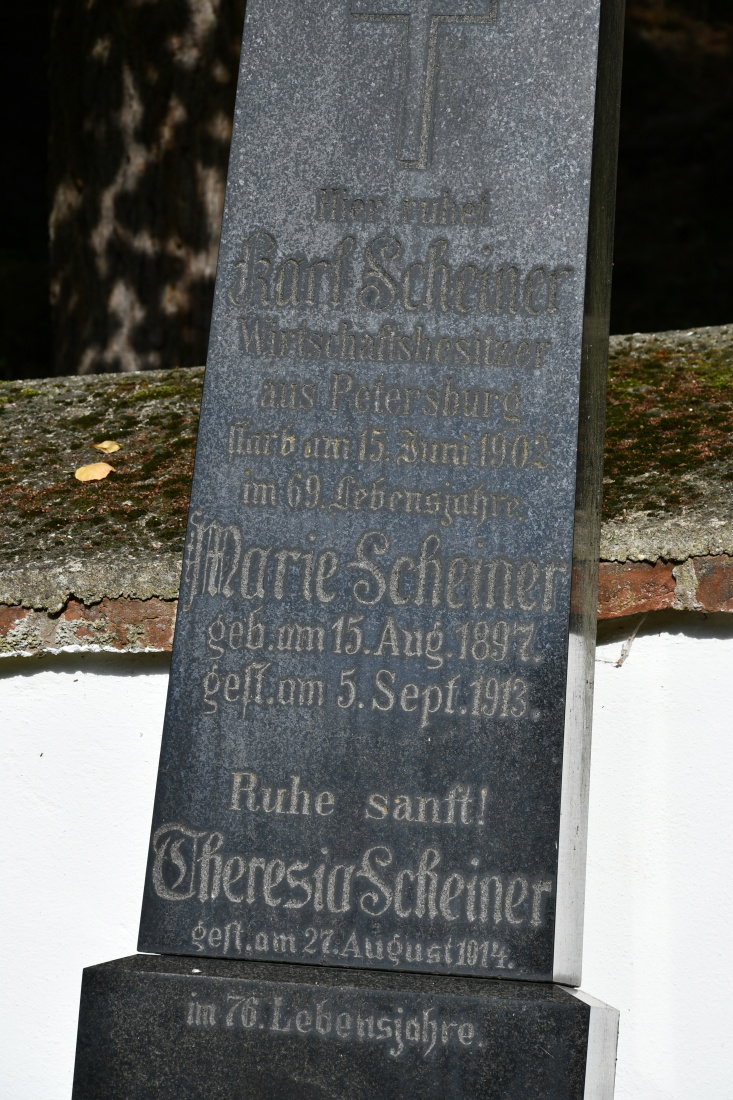 Hier ruhet
Karl Scheiner
Wirtschaftsbesitzer
aus Petersburg
starb am 15. Juni 1902
im 69. Lebensjahre.
Marie Scheiner
geb. am 15. Aug. 1897.
gest. am 5. Sept. 1913.
Ruhe sanft!
Theresia Scheiner
gest. am 27. August 1914.
im 76. Lebensjahre.